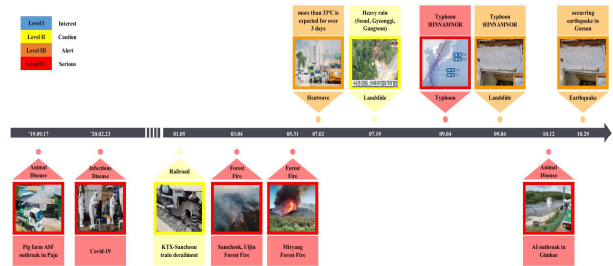 Level I Interest
Level II Caution
Level III Alert
Level IV Serious
more than 33°C is
expected for over
3 days
Heatwave
Heavy rain
(Seoul, Gyeonggi,
Gangwon)
Landslide
Typhoon
HINNAMNOR
Typhoon
Typhoon
HINNAMNOR
Landslide
occurring
earthquake in
Goesan
Earthquake
'19.09.17
'20.02.23
01.05
03.04
05.31
07.02
07.19
09.04
09.04
10.12
10.29
Animal
Disease
Pig farm ASF
outbreak in Paju
Infectious
Disease
Covid-19
Railroad
KTX-Sancheon
train derailment
Forest
Fire
Samcheok, Uljin
Forest Fire
Forest
Fire
Miryang
Forest Fire
Animal
Disease
AI outbreak in
Gimhae